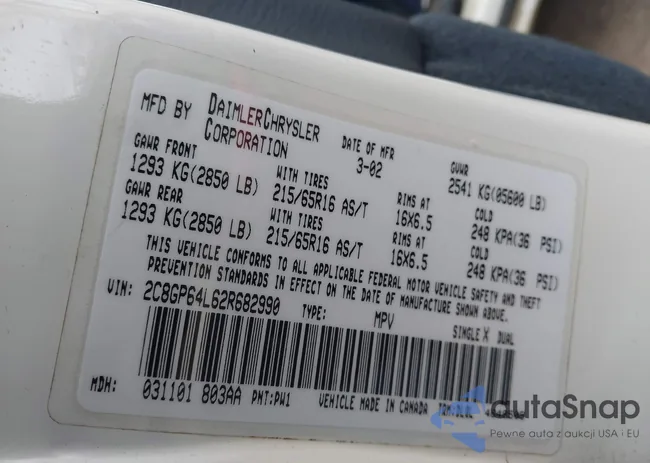 MFD BY DAIMLERCHRYSLER CORPORATION DATE OF MFR 3-02 GVWR 2541 KG(05600 LB)
GAWR FRONT WITH TIRES RIMS AT COLD
1293 KG(2850 LB) 215/65R16 AS/T 16X6.5 248 KPA(36 PSI)
GAWR REAR WITH TIRES RIMS AT COLD
1293 KG(2850 LB) 215/65R16 AS/T 16X6.5 248 KPA(36 PSI)
THIS VEHICLE CONFORMS TO ALL APPLICABLE FEDERAL MOTOR VEHICLE SAFETY AND THEFT
PREVENTION STANDARDS IN EFFECT ON THE DATE OF MANUFACTURE SHOWN ABOVE.
VIN: 2C8GP64L62R682990 TYPE: MPV SINGLE X DUAL
MDH: 031101 803AA PNT:PW1 VEHICLE MADE IN CANADA
autoSnap
Pewne auta z aukcji USA i EU